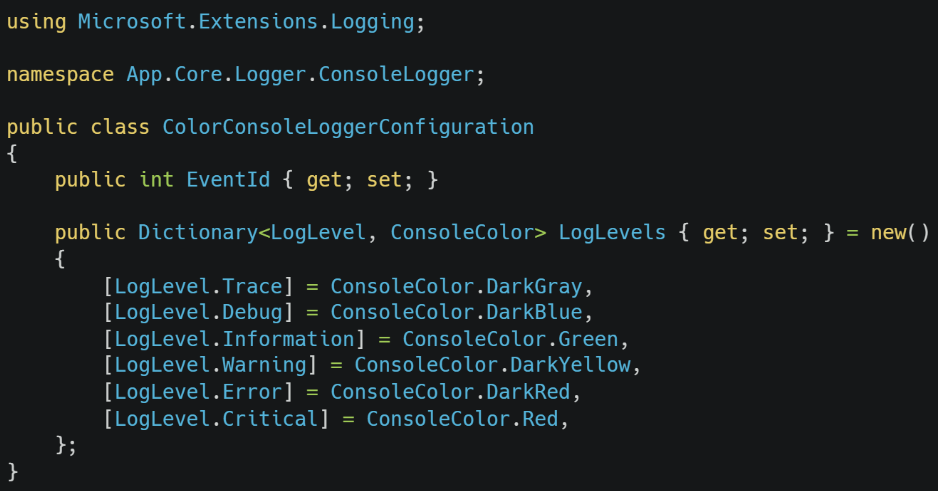 using Microsoft.Extensions.Logging;

namespace App.Core.Logger.ConsoleLogger;

public class ColorConsoleLoggerConfiguration
{
    public int EventId { get; set; }

    public Dictionary<LogLevel, ConsoleColor> LogLevels { get; set; } = new()
    {
        [LogLevel.Trace] = ConsoleColor.DarkGray,
        [LogLevel.Debug] = ConsoleColor.DarkBlue,
        [LogLevel.Information] = ConsoleColor.Green,
        [LogLevel.Warning] = ConsoleColor.DarkYellow,
        [LogLevel.Error] = ConsoleColor.DarkRed,
        [LogLevel.Critical] = ConsoleColor.Red,
    };
}